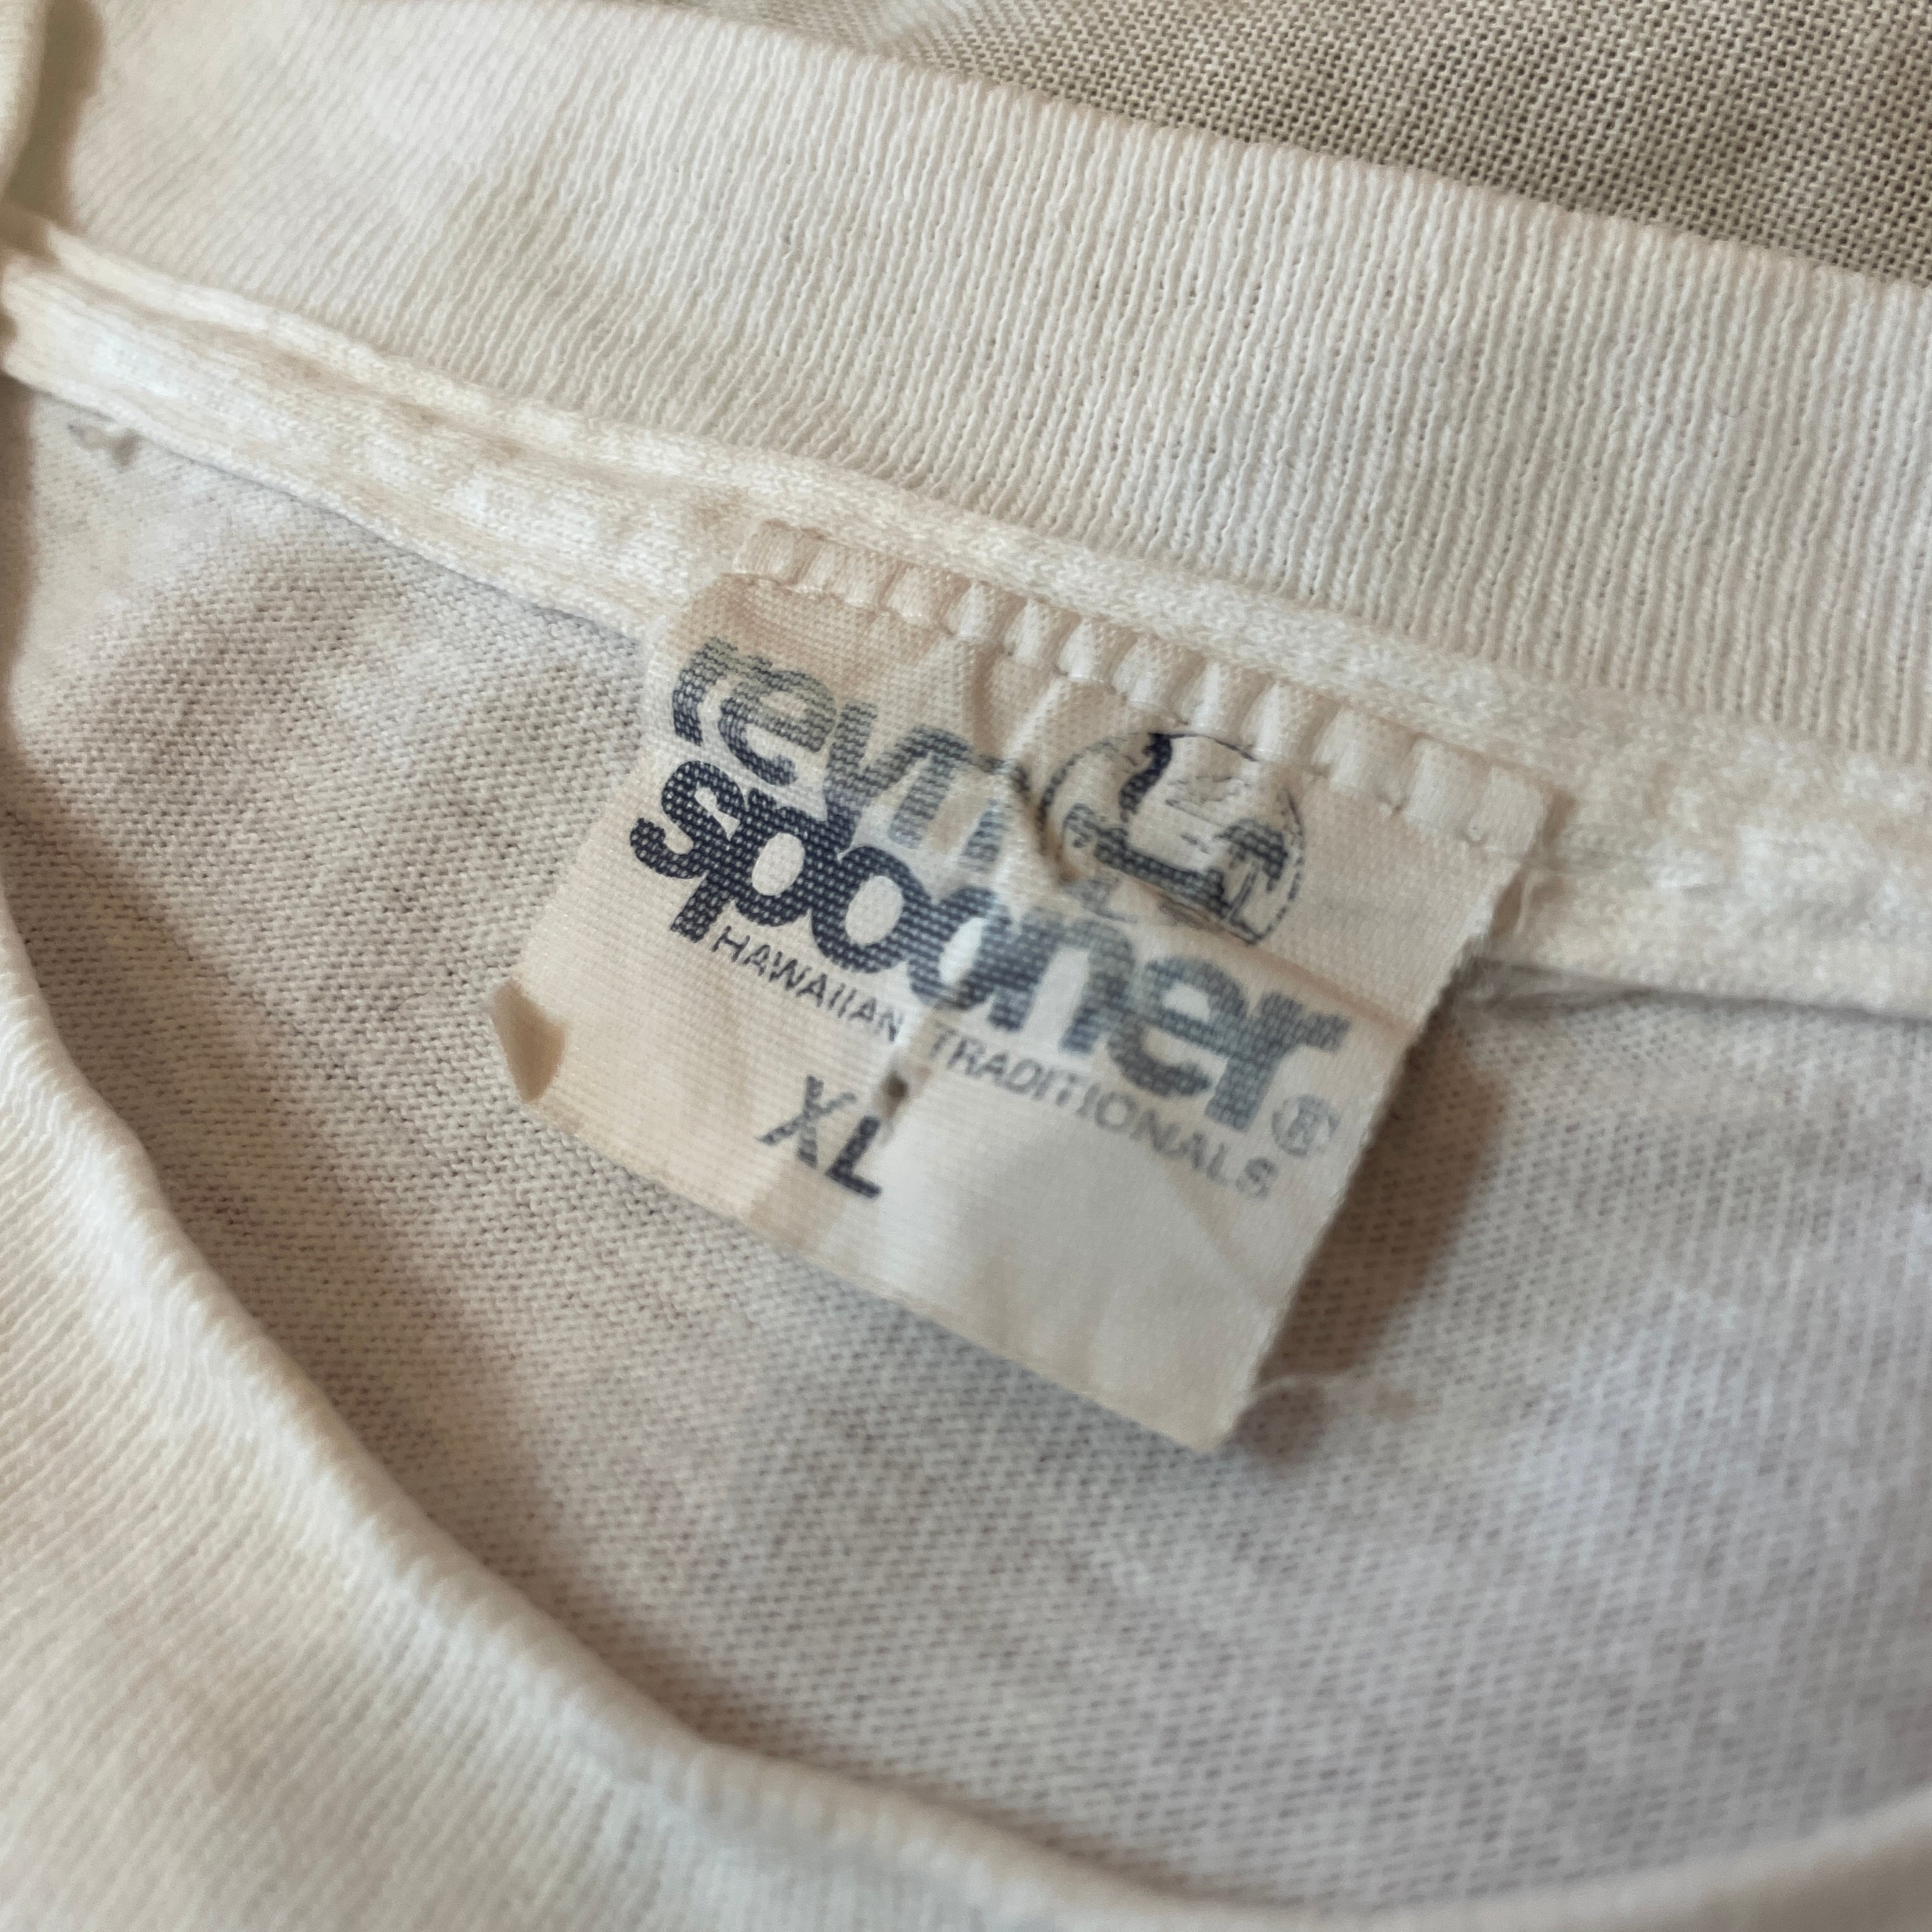 reyn
spooner®
HAWAIIAN TRADITIONALS
XL